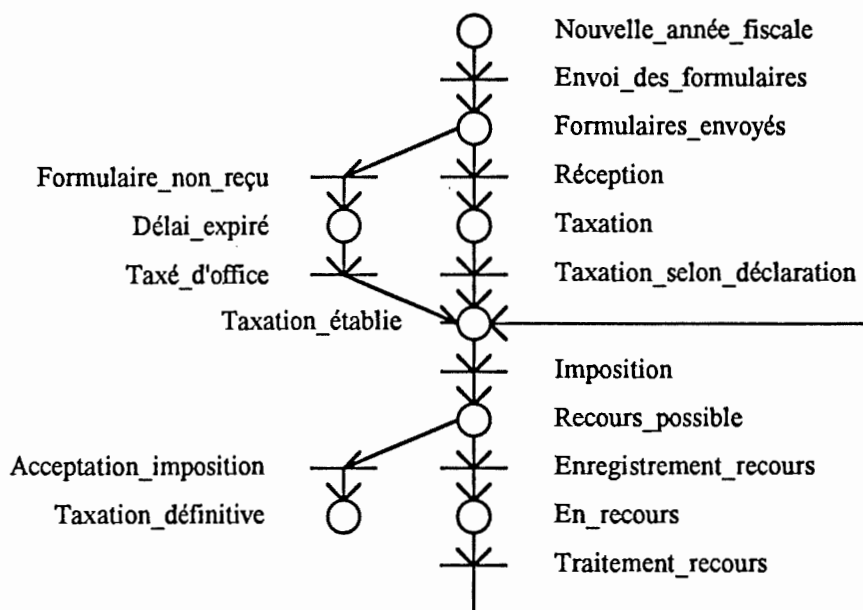 Nouvelle_année_fiscale
Envoi_des_formulaires
Formulaires_envoyés
Formulaire_non_reçu
Réception
Délai_expiré
Taxation
Taxé_d'office
Taxation_selon_déclaration
Taxation_établie
Imposition
Recours_possible
Acceptation_imposition
Enregistrement_recours
Taxation_définitive
En_recours
Traitement_recours